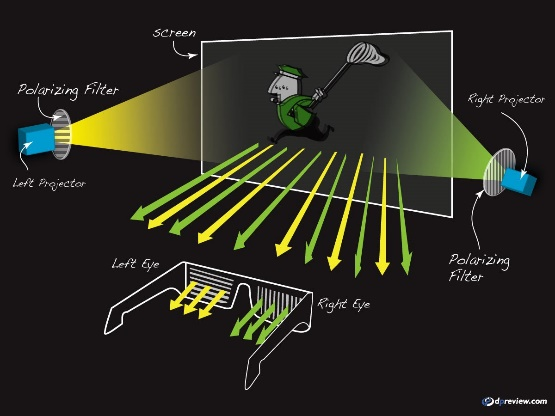 screen
Polarizing Filter
Right Projector
Left Projector
Polarizing
Filter
Left Eye
Right Eye
dpreview.com